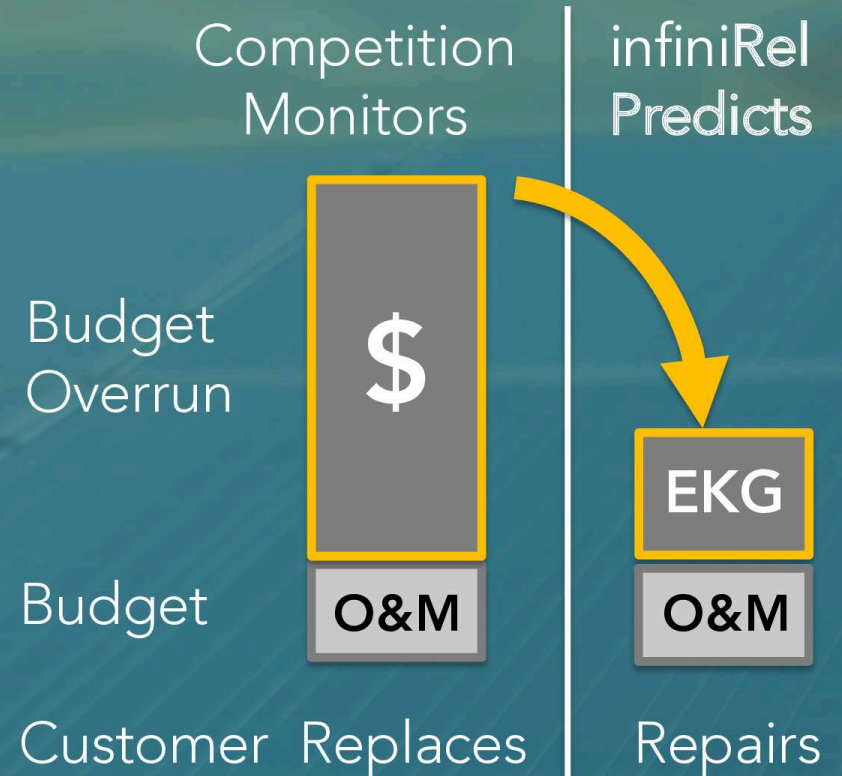 Competition
Monitors
infiniRel
Predicts
Budget
Overrun
$
EKG
Budget
O&M
O&M
Customer Replaces
Repairs